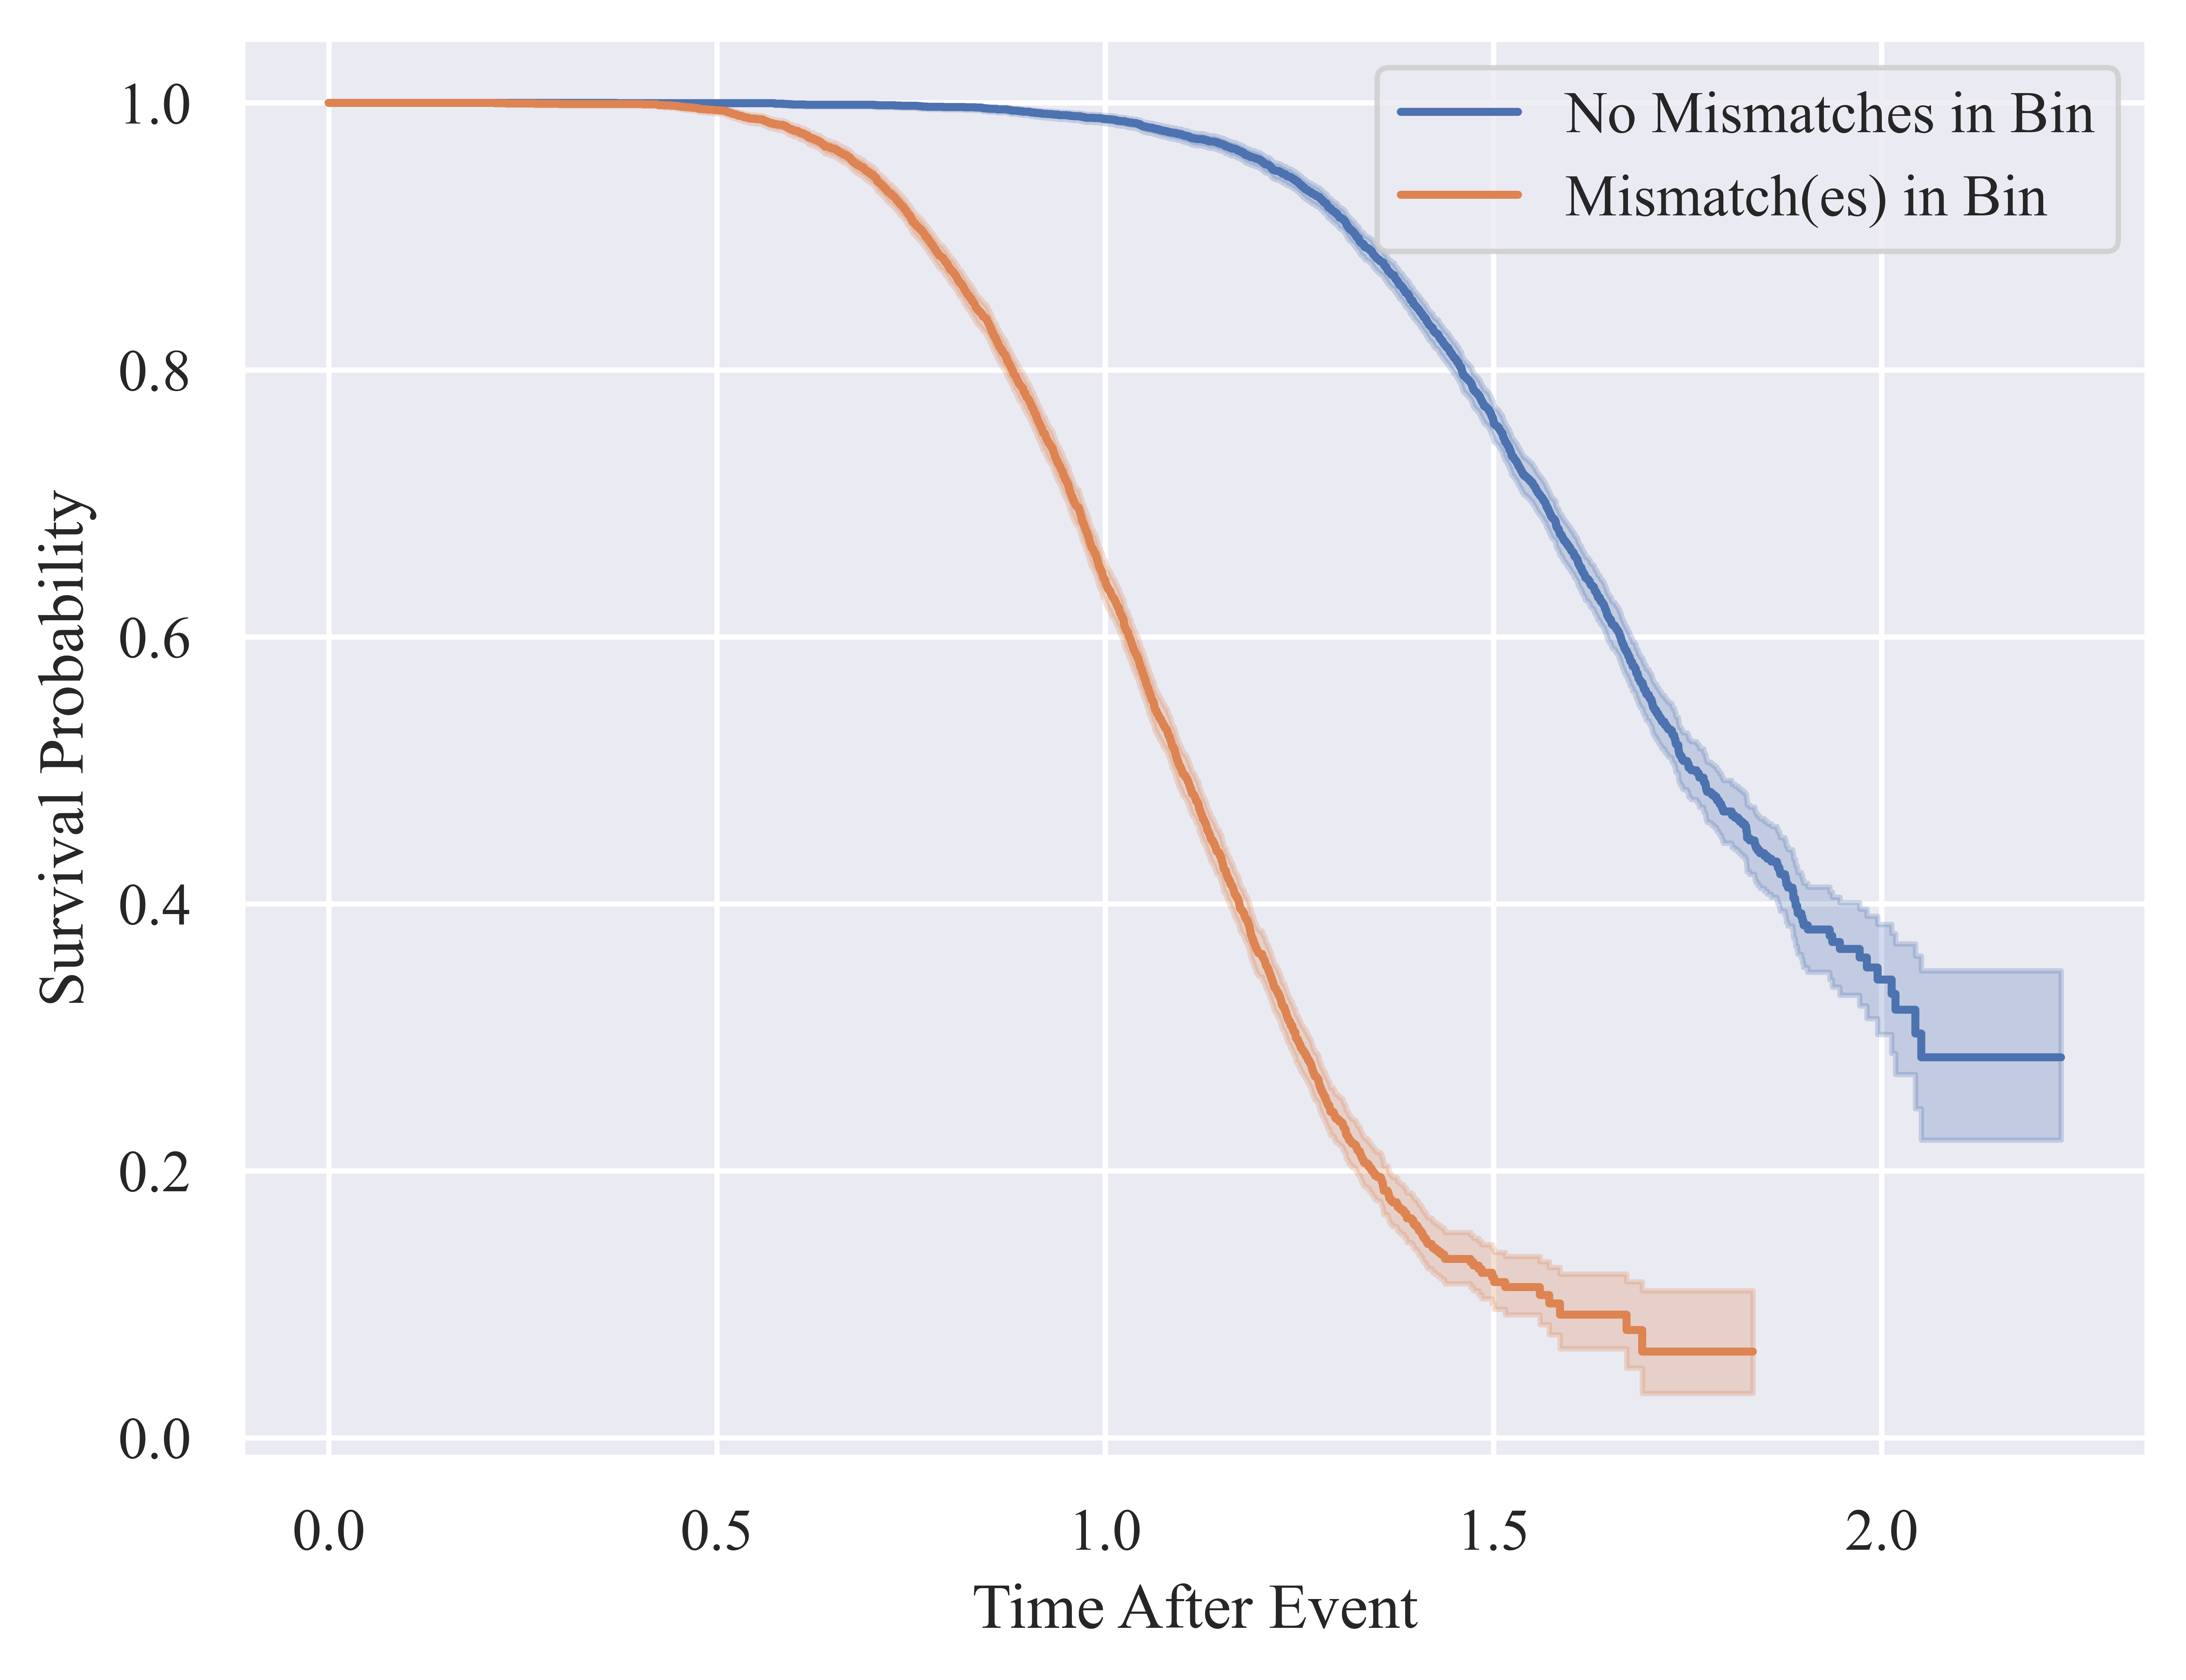 No Mismatches in Bin
Mismatch(es) in Bin
1.0
0.8
0.6
0.4
0.2
0.0
Survival Probability
0.0 0.5 1.0 1.5 2.0
Time After Event